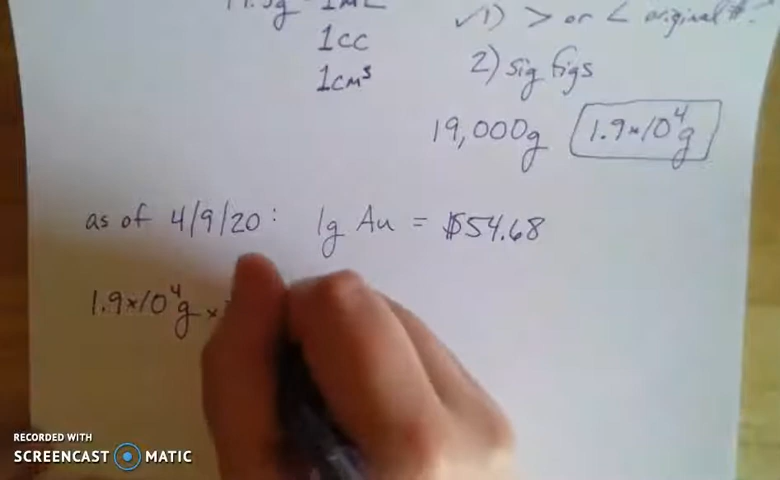 1mL
✓1) > or < original #?
1cc
2) sig figs
1cm³
19,000g 1.9×10⁴g
as of 4/9/20: 1g Au = $54.68
1.9×10⁴g ×
RECORDED WITH
SCREENCAST MATIC